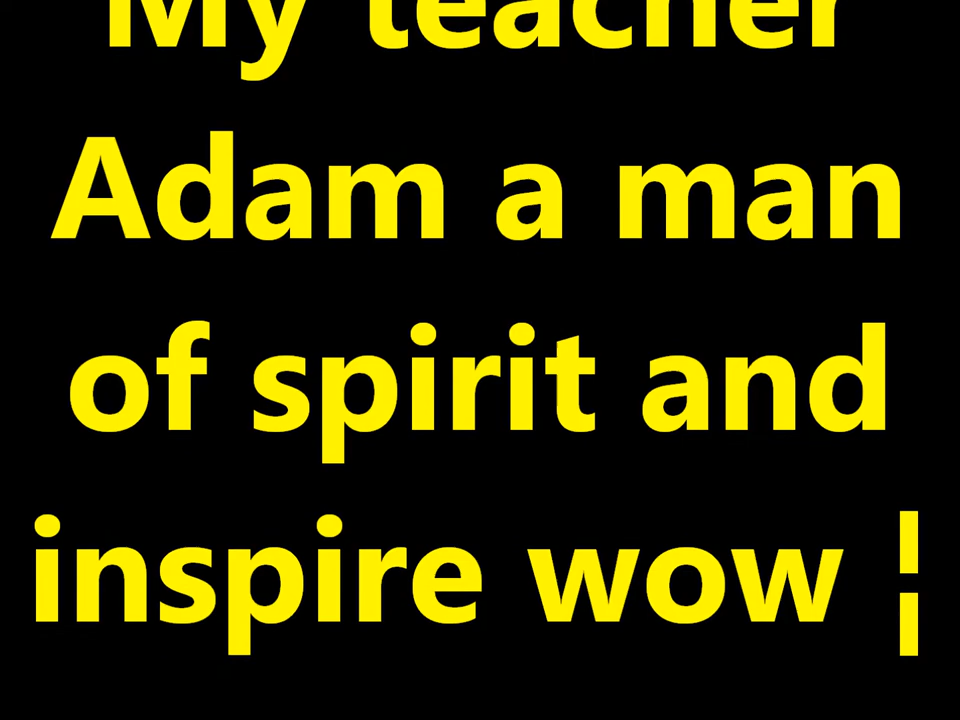 My teacher
Adam a man
of spirit and
inspire wow ¦